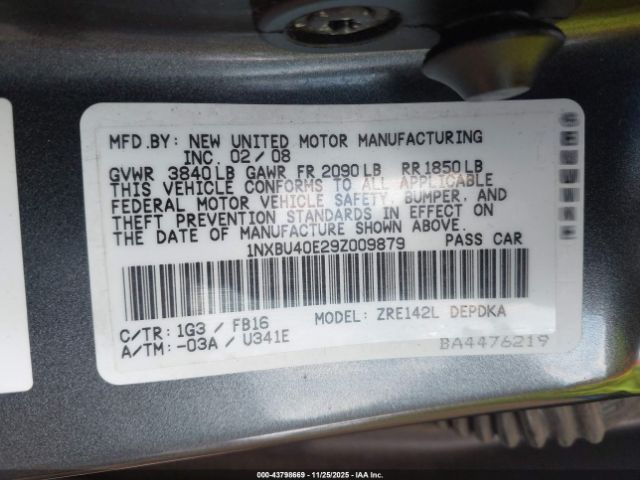 MFD.BY: NEW UNITED MOTOR MANUFACTURING
INC. 02/08
GVWR 3840LB GAWR FR 2090LB RR1850LB
THIS VEHICLE CONFORMS TO ALL APPLICABLE
FEDERAL MOTOR VEHICLE SAFETY, BUMPER, AND
THEFT PREVENTION STANDARDS IN EFFECT ON
THE DATE OF MANUFACTURE SHOWN ABOVE.
1NXBU40E29Z009879 PASS CAR
C/TR: 1G3 / FB16 MODEL: ZRE142L DEPDKA
A/TM: -03A / U341E
BA4476219
000-43798669 11/25/2025 - IAAI, Inc.